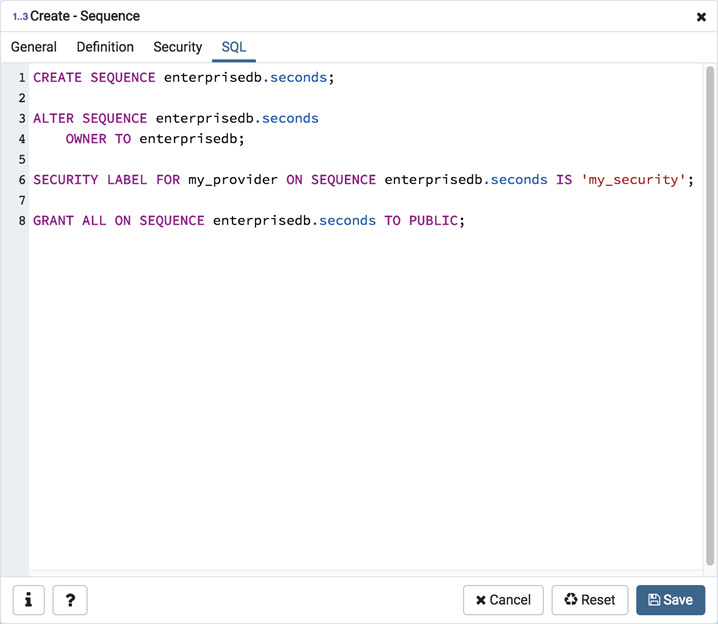 1..3 Create - Sequence
General Definition Security SQL
1 CREATE SEQUENCE enterprisedb.seconds;
2
3 ALTER SEQUENCE enterprisedb.seconds
4     OWNER TO enterprisedb;
5
6 SECURITY LABEL FOR my_provider ON SEQUENCE enterprisedb.seconds IS 'my_security';
7
8 GRANT ALL ON SEQUENCE enterprisedb.seconds TO PUBLIC;
i ? Cancel Reset Save